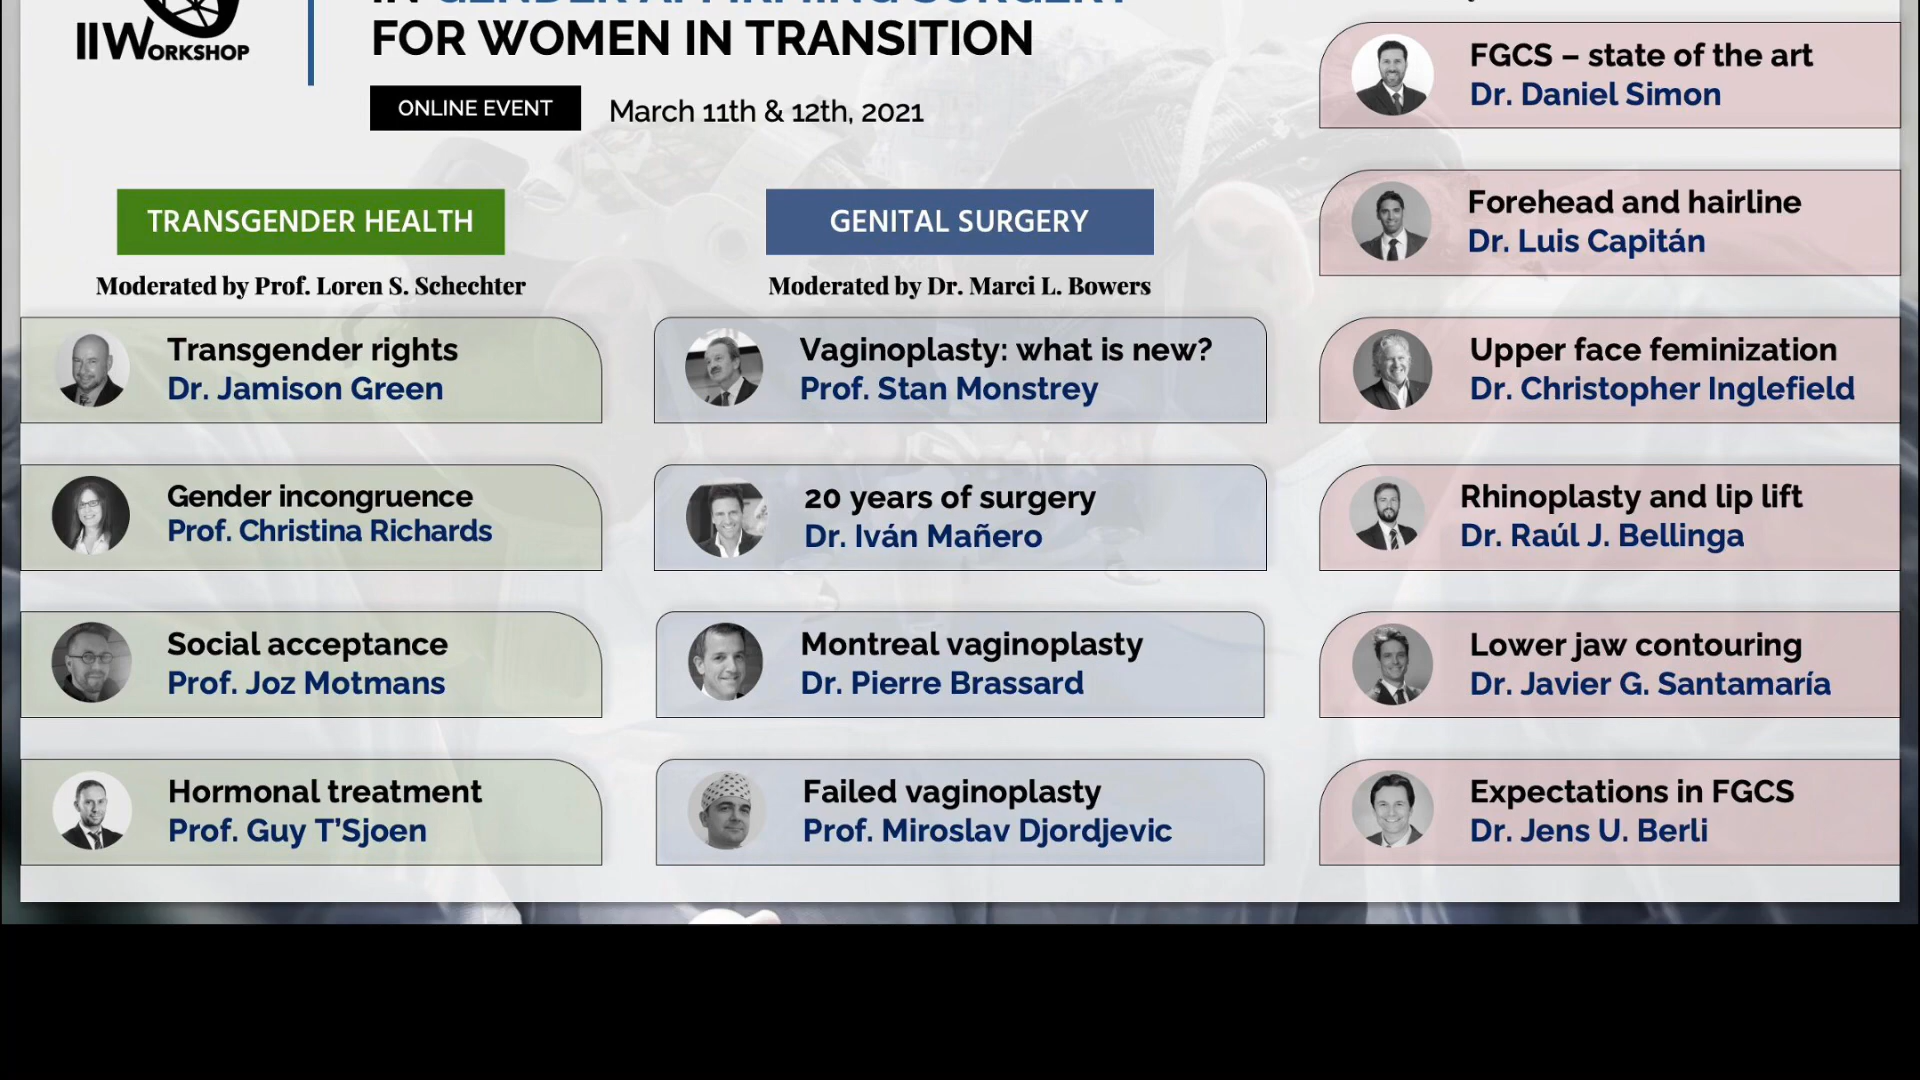 IIWORKSHOP
IN GENDER AFFIRMING SURGERY
FOR WOMEN IN TRANSITION
ONLINE EVENT
March 11th & 12th, 2021
TRANSGENDER HEALTH
Moderated by Prof. Loren S. Schechter
Transgender rights
Dr. Jamison Green
Gender incongruence
Prof. Christina Richards
Social acceptance
Prof. Joz Motmans
Hormonal treatment
Prof. Guy T'Sjoen
GENITAL SURGERY
Moderated by Dr. Marci L. Bowers
Vaginoplasty: what is new?
Prof. Stan Monstrey
20 years of surgery
Dr. Iván Mañero
Montreal vaginoplasty
Dr. Pierre Brassard
Failed vaginoplasty
Prof. Miroslav Djordjevic
FGCS – state of the art
Dr. Daniel Simon
Forehead and hairline
Dr. Luis Capitán
Upper face feminization
Dr. Christopher Inglefield
Rhinoplasty and lip lift
Dr. Raúl J. Bellinga
Lower jaw contouring
Dr. Javier G. Santamaría
Expectations in FGCS
Dr. Jens U. Berli